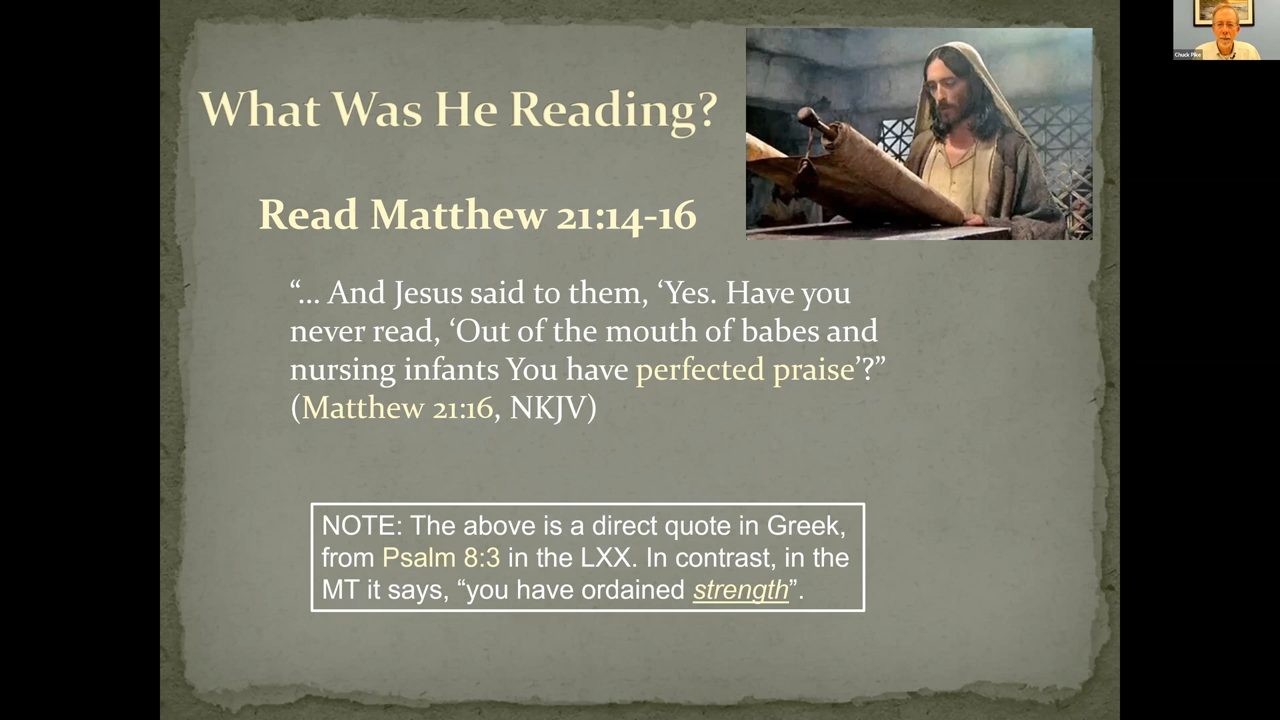 What Was He Reading?
Read Matthew 21:14-16
“... And Jesus said to them, ‘Yes. Have you
never read, ‘Out of the mouth of babes and
nursing infants You have perfected praise’?”
(Matthew 21:16, NKJV)
NOTE: The above is a direct quote in Greek,
from Psalm 8:3 in the LXX. In contrast, in the
MT it says, “you have ordained strength”.
Chuck Pike